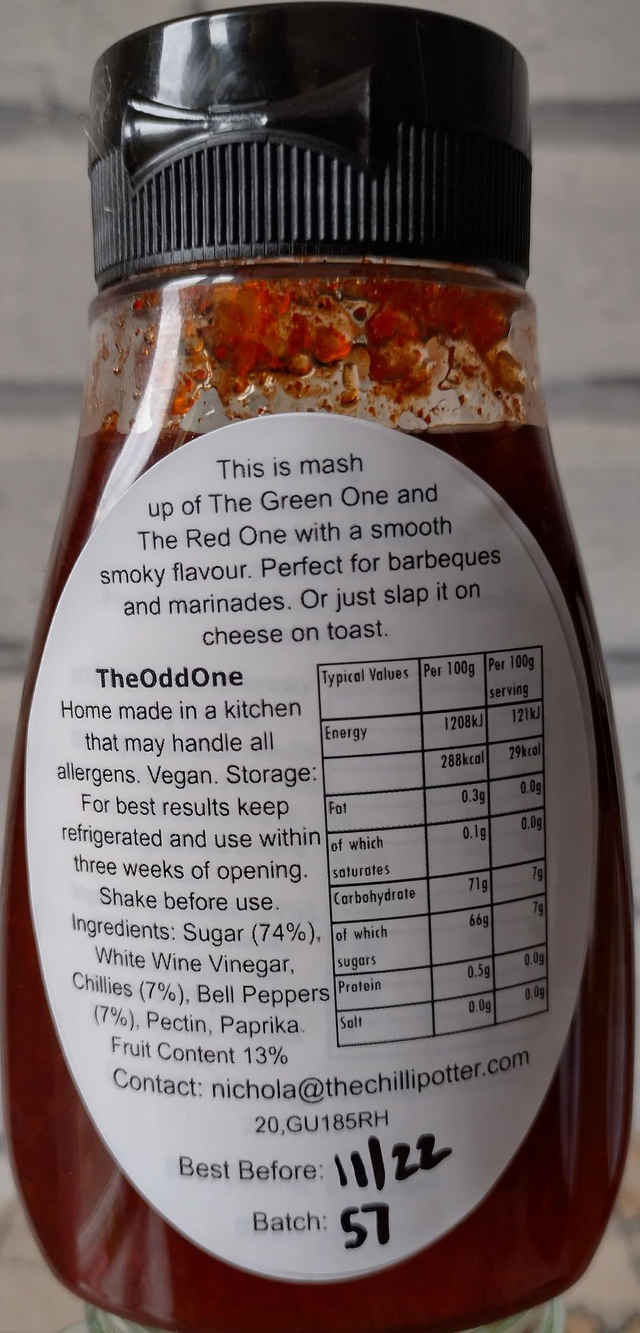 This is mash
up of The Green One and
The Red One with a smooth
smoky flavour. Perfect for barbeques
and marinades. Or just slap it on
cheese on toast.
TheOddOne
Home made in a kitchen
that may handle all
allergens. Vegan. Storage:
For best results keep
refrigerated and use within
three weeks of opening.
Shake before use.
Ingredients: Sugar (74%),
White Wine Vinegar,
Chillies (7%), Bell Peppers
(7%), Pectin, Paprika.
Fruit Content 13%
Typical Values Per 100g Per 100g
serving
Energy 1208kJ 121kJ
288kcal 29kcal
Fat 0.3g 0.0g
of which 0.1g 0.0g
saturates
Carbohydrate 71g 7g
of which 66g 7g
sugars
Protein 0.5g 0.0g
Salt 0.0g 0.0g
Contact: nichola@thechillipotter.com
20,GU185RH
Best Before: 11/22
Batch: 57